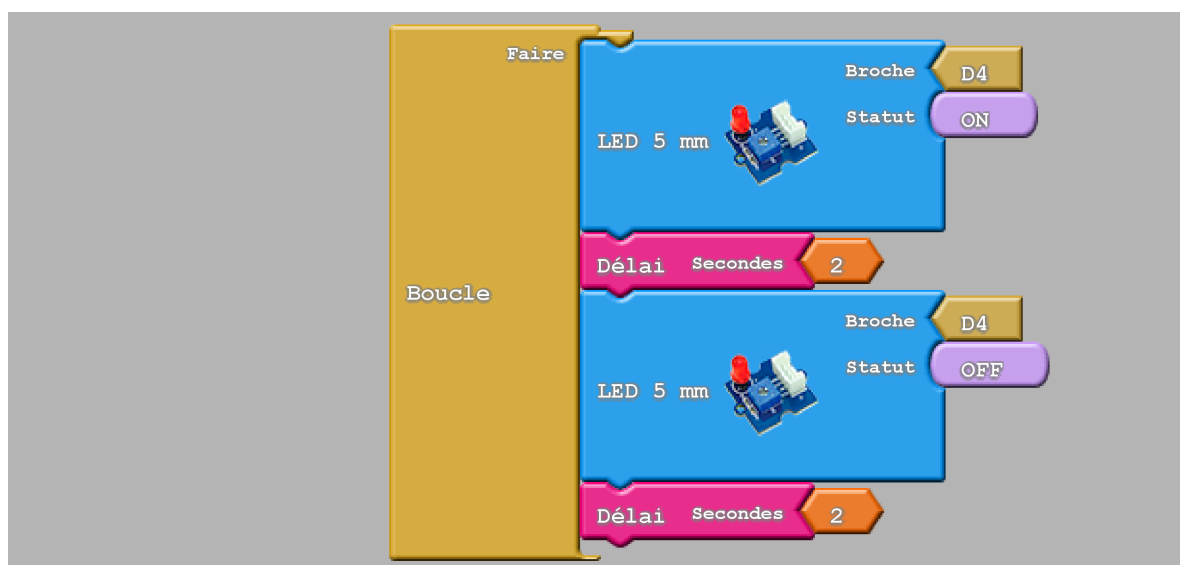 Faire
Broche D4
Statut ON
LED 5 mm
Délai Secondes 2
Boucle
Broche D4
Statut OFF
LED 5 mm
Délai Secondes 2